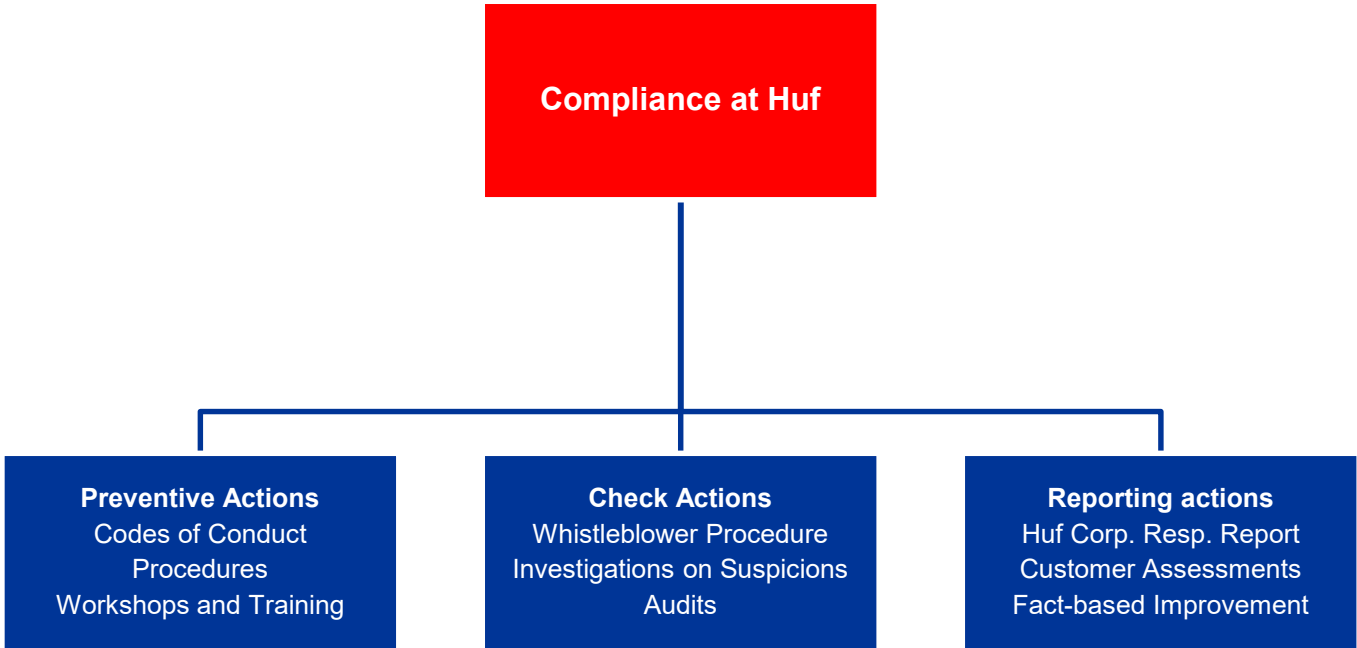 Compliance at Huf
Preventive Actions
Codes of Conduct
Procedures
Workshops and Training
Check Actions
Whistleblower Procedure
Investigations on Suspicions
Audits
Reporting actions
Huf Corp. Resp. Report
Customer Assessments
Fact-based Improvement